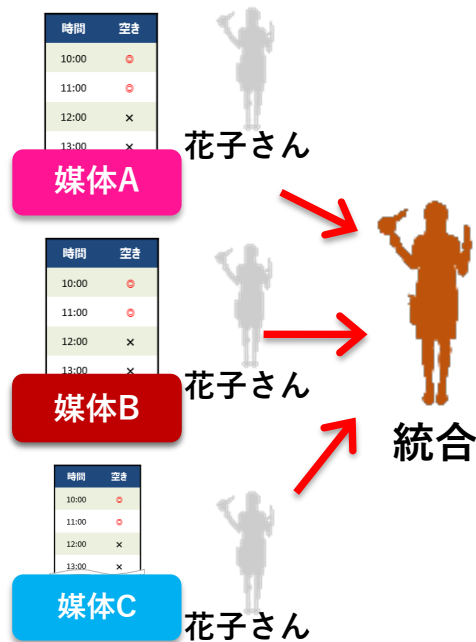 時間 空き
10:00 ◎
11:00 ◎
12:00 ×
13:00 ×
媒体A
花子さん
時間 空き
10:00 ◎
11:00 ◎
12:00 ×
13:00 ×
媒体B
花子さん
統合
時間 空き
10:00 ◎
11:00 ◎
12:00 ×
13:00 ×
媒体C
花子さん